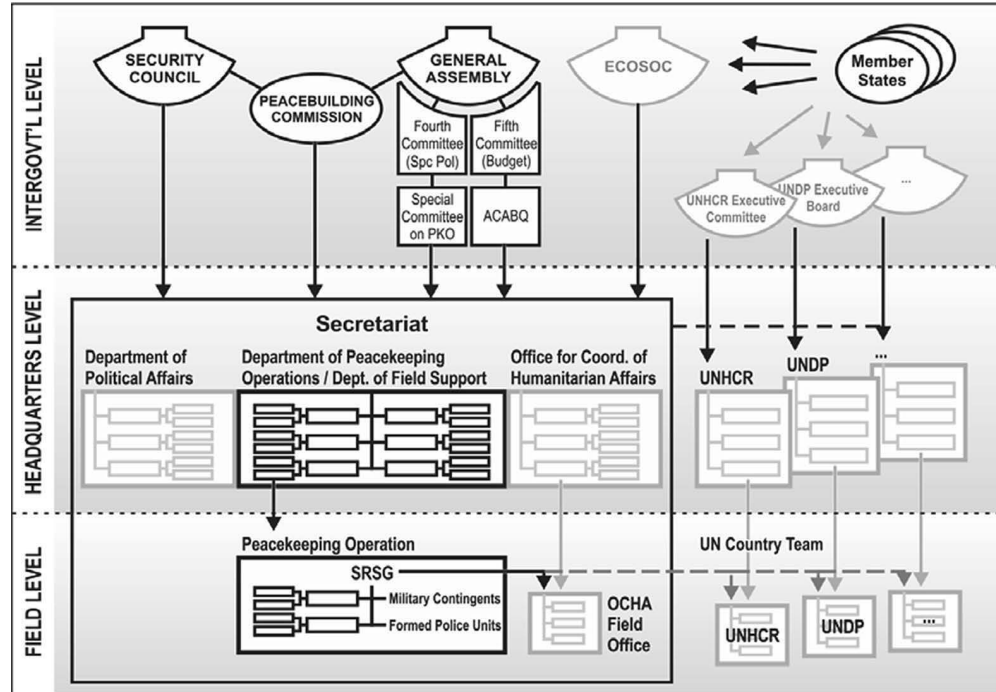 INTERGOVT'L LEVEL
SECURITY
COUNCIL
PEACEBUILDING
COMMISSION
GENERAL
ASSEMBLY
Fourth
Committee
(Spc Pol)
Fifth
Committee
(Budget)
Special
Committee
on PKO
ACABQ
ECOSOC
Member
States
UNHCR Executive
Committee
UNDP Executive
Board
...
HEADQUARTERS LEVEL
Secretariat
Department of
Political Affairs
Department of Peacekeeping
Operations / Dept. of Field Support
Office for Coord. of
Humanitarian Affairs
UNHCR
UNDP
...
FIELD LEVEL
Peacekeeping Operation
SRSG
Military Contingents
Formed Police Units
OCHA
Field
Office
UN Country Team
UNHCR
UNDP
...